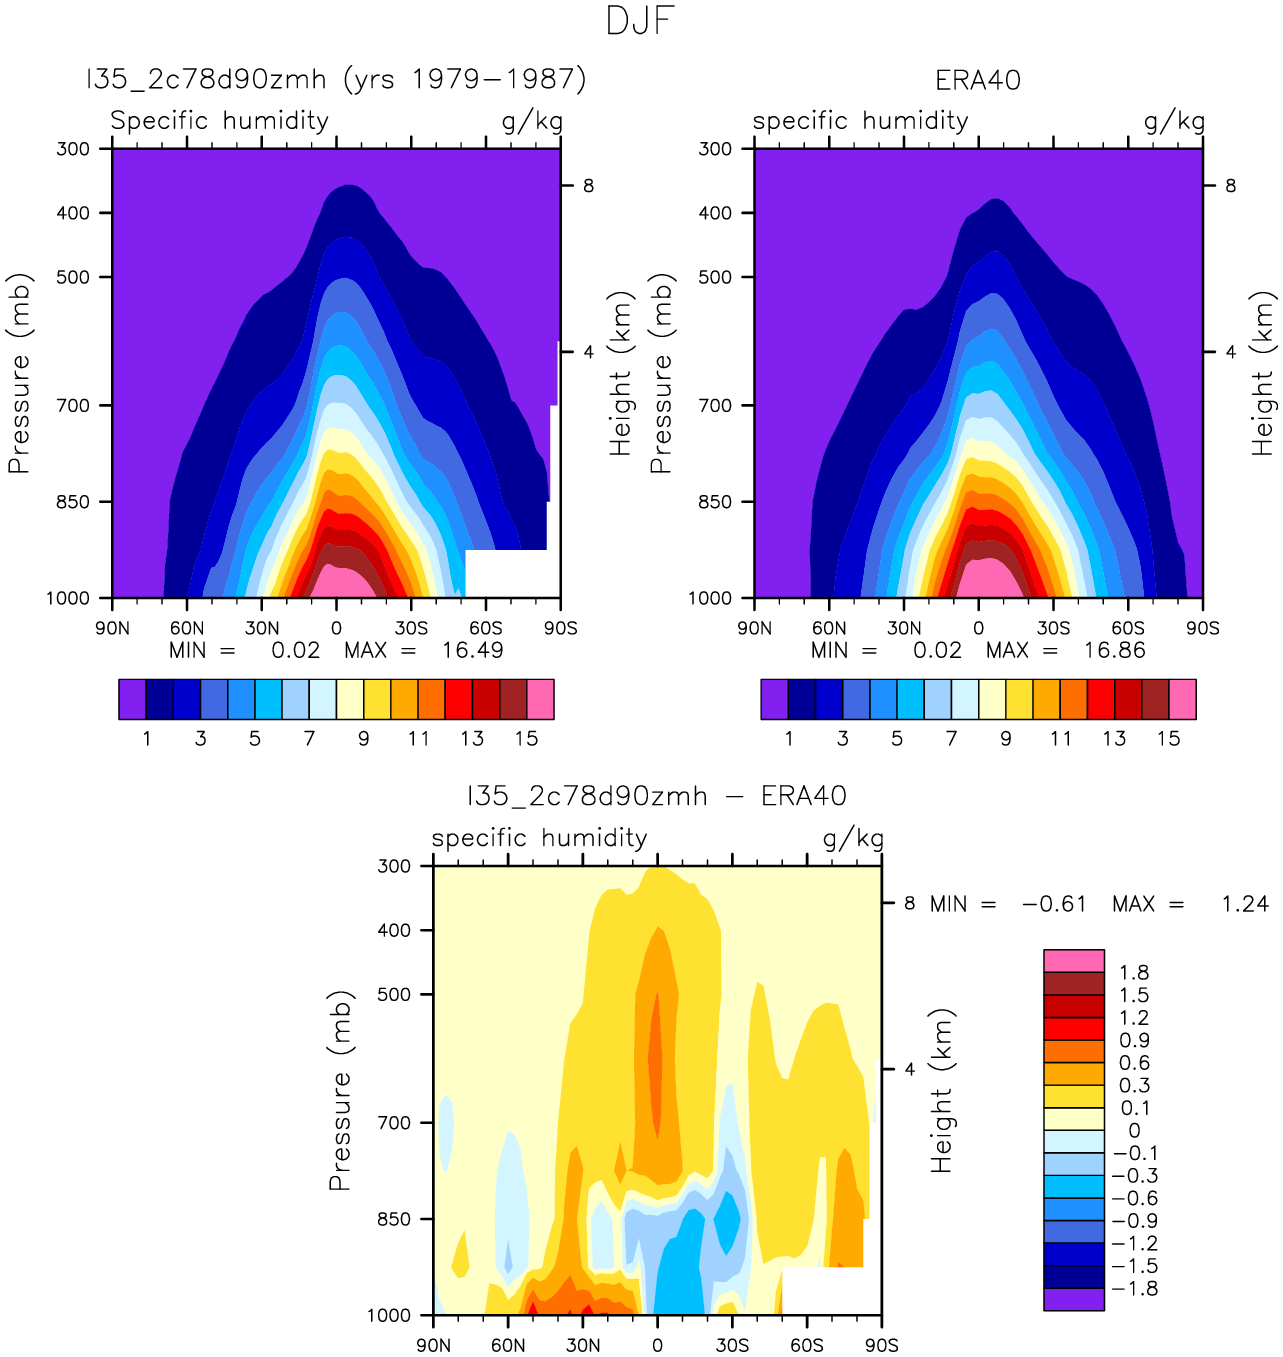 DJF
I35_2c78d90zmh (yrs 1979−1987)
Specific humidity g/kg
300
400
500
700
850
1000
Pressure (mb)
8
4
Height (km)
90N 60N 30N 0 30S 60S 90S
MIN = 0.02 MAX = 16.49
1 3 5 7 9 11 13 15
ERA40
specific humidity g/kg
300
400
500
700
850
1000
Pressure (mb)
8
4
Height (km)
90N 60N 30N 0 30S 60S 90S
MIN = 0.02 MAX = 16.86
1 3 5 7 9 11 13 15
I35_2c78d90zmh − ERA40
specific humidity g/kg
300
400
500
700
850
1000
Pressure (mb)
8
4
Height (km)
90N 60N 30N 0 30S 60S 90S
MIN = −0.61 MAX = 1.24
1.8
1.5
1.2
0.9
0.6
0.3
0.1
0
−0.1
−0.3
−0.6
−0.9
−1.2
−1.5
−1.8